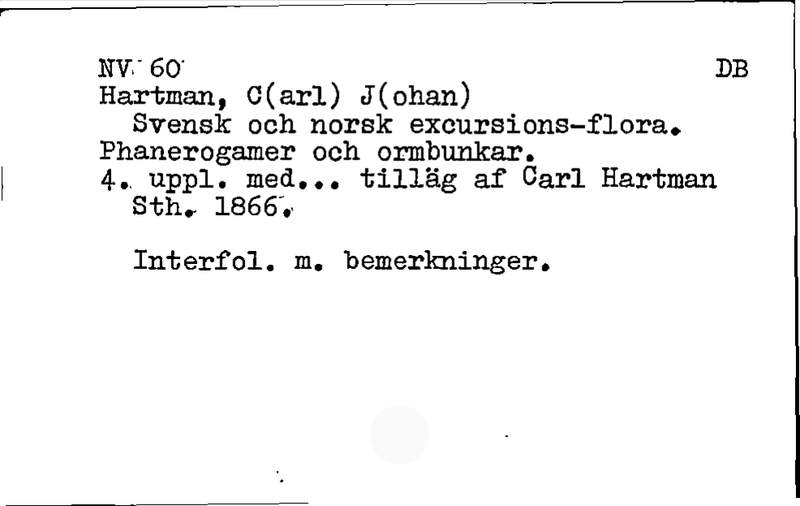 NV. 60 DB
Hartman, C(arl) J(ohan)
Svensk och norsk excursions-flora.
Phanerogamer och ormbunkar.
4. uppl. med... tilläg af Carl Hartman
Sth. 1866.
Interfol. m. bemerkninger.